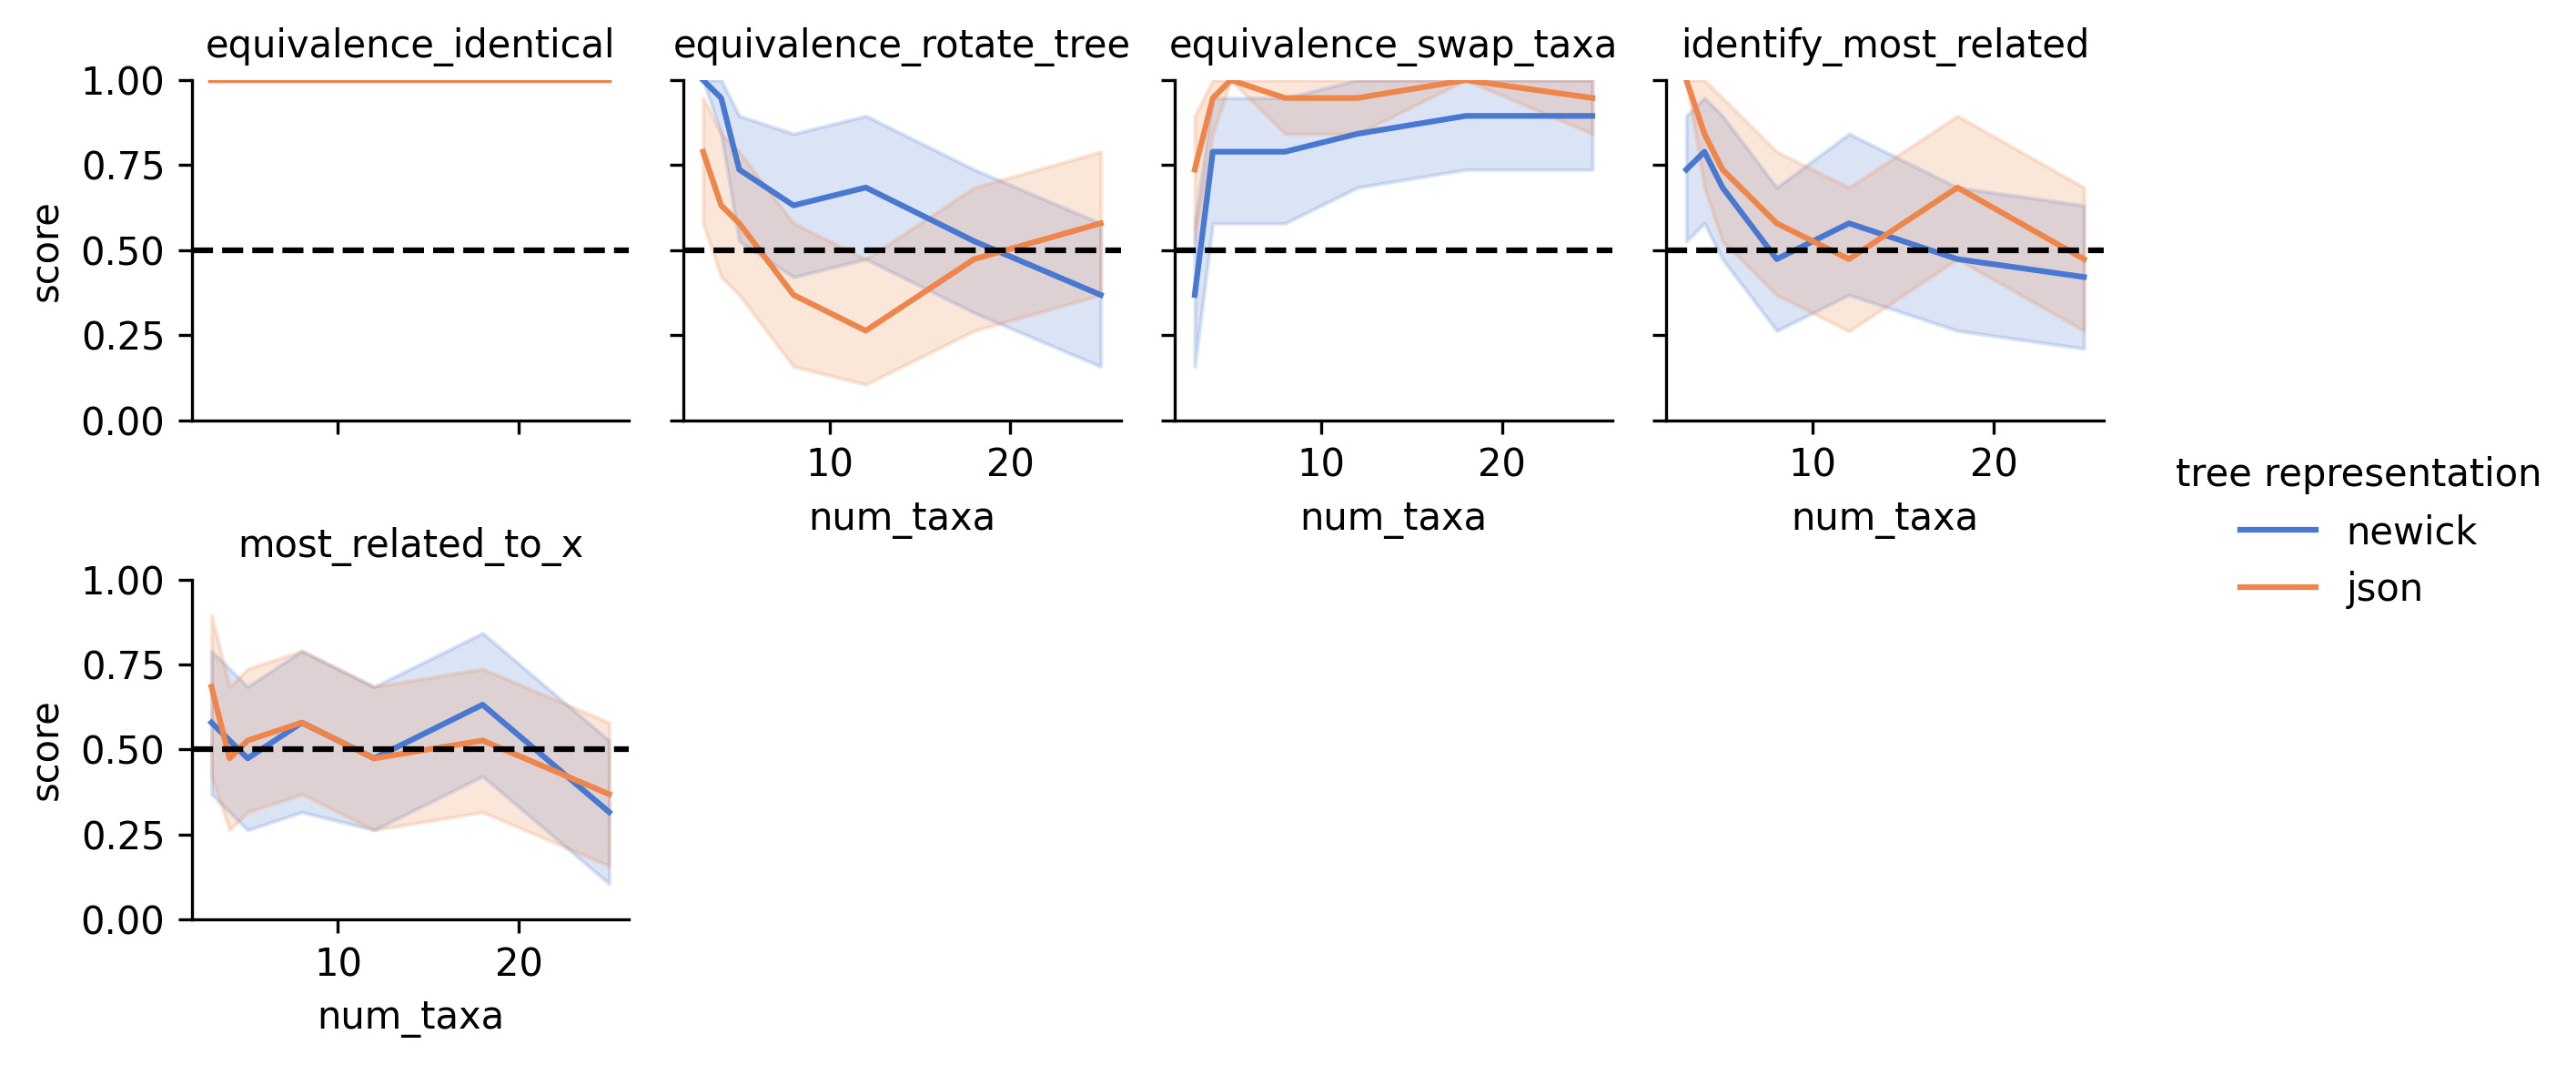 equivalence_identical
equivalence_rotate_tree
equivalence_swap_taxa
identify_most_related
1.00
0.75
0.50
0.25
0.00
score
10
20
num_taxa
10
20
num_taxa
10
20
num_taxa
tree representation
newick
json
most_related_to_x
1.00
0.75
0.50
0.25
0.00
score
10
20
num_taxa